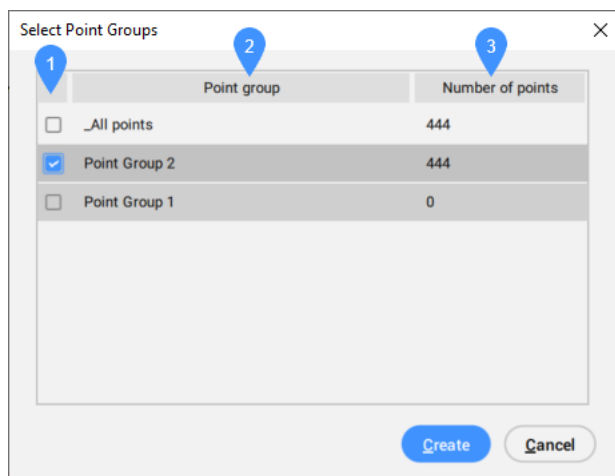 Select Point Groups
1 2 3
Point group Number of points
_All points 444
Point Group 2 444
Point Group 1 0
Create Cancel